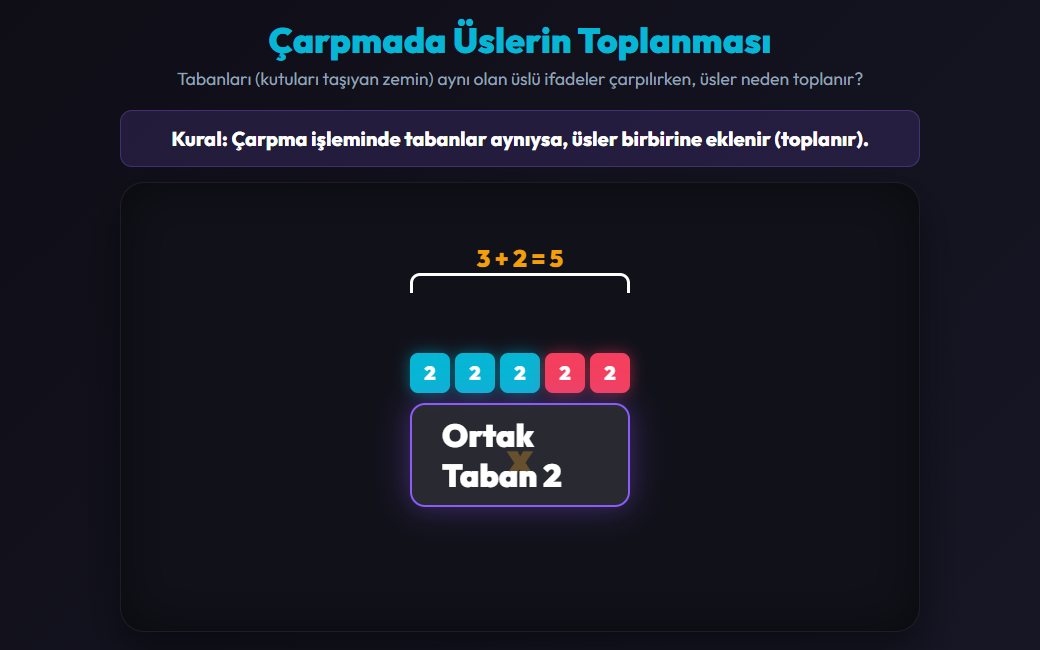 Çarpmada Üslerin Toplanması
Tabanları (kutuları taşıyan zemin) aynı olan üslü ifadeler çarpılırken, üsler neden toplanır?
Kural: Çarpma işleminde tabanlar aynıysa, üsler birbirine eklenir (toplanır).
3 + 2 = 5
2 2 2 2 2
Ortak
x
Taban 2